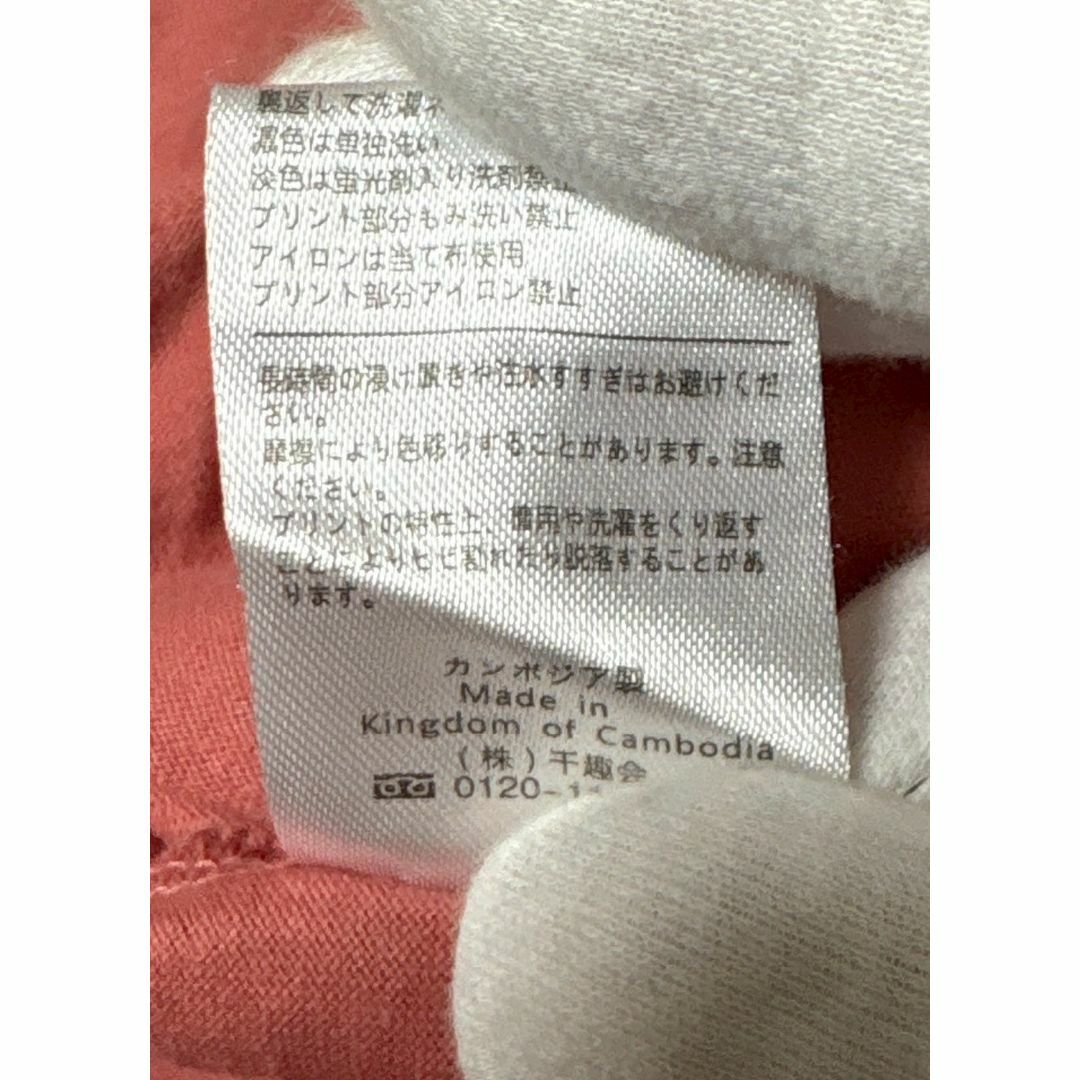 裏返して洗濯ネ
濃色は単独洗い
淡色は蛍光剤入り洗剤禁止
プリント部分もみ洗い禁止
アイロンは当て布使用
プリント部分アイロン禁止
長時間の浸け置きや注水すすぎはお避けくだ
さい。
摩擦により色移りすることがあります。注意
ください。
プリントの特性上 着用や洗濯をくり返す
ことによりヒビ割れたり脱落することがあ
ります。
カンボジア製
Made in
Kingdom of Cambodia
(株)千趣会
0120-1